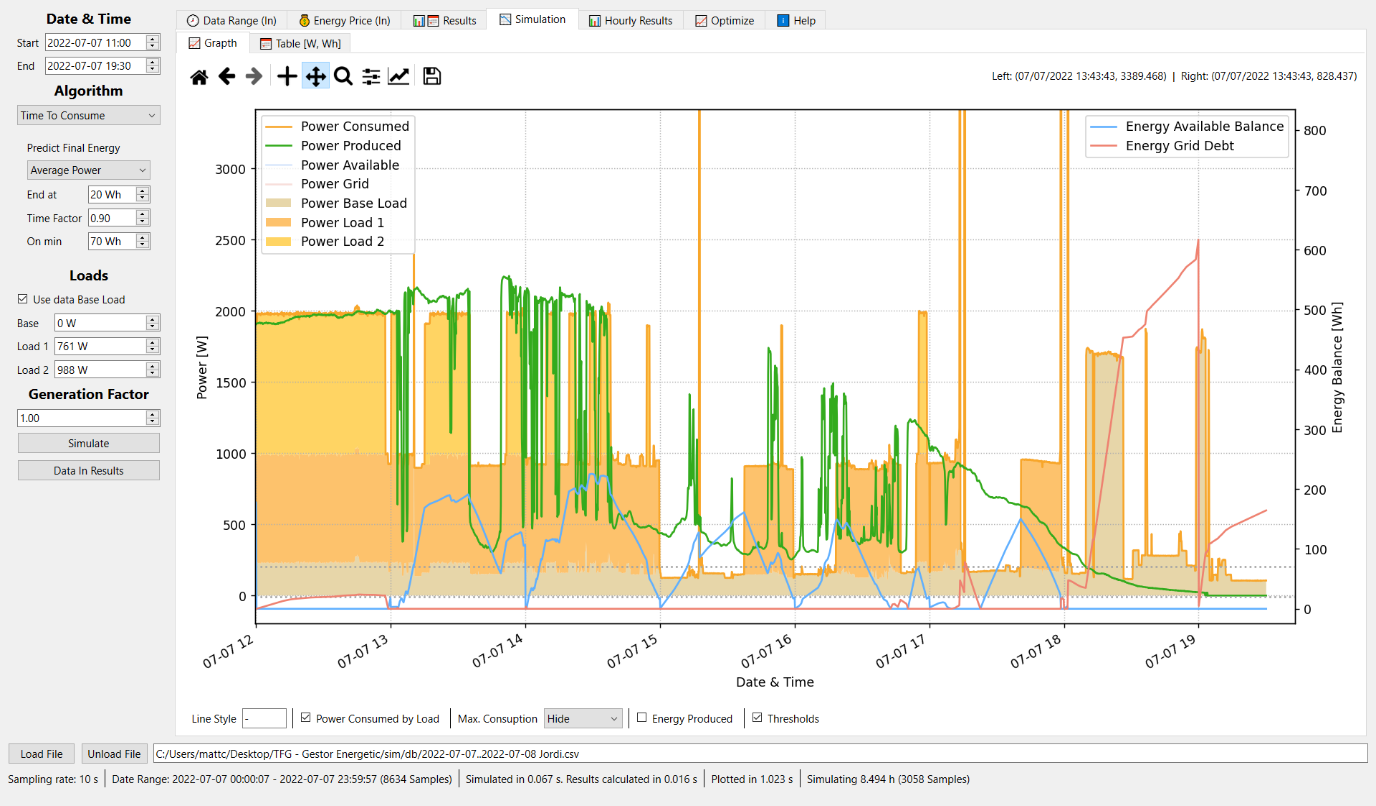 Date & Time
Start 2022-07-07 11:00
End 2022-07-07 19:30
Algorithm
Time To Consume
Predict Final Energy
Average Power
End at 20 Wh
Time Factor 0.90
On min 70 Wh
Loads
Use data Base Load
Base 0 W
Load 1 761 W
Load 2 988 W
Generation Factor
1.00
Simulate
Data In Results
Data Range (In) Energy Price (In) Results Simulation Hourly Results Optimize Help
Graph​th Table [W, Wh]
Left: (07/07/2022 13:43:43, 3389.468) | Right: (07/07/2022 13:43:43, 828.437)
Power Consumed
Power Produced
Power Available
Power Grid
Power Base Load
Power Load 1
Power Load 2
Energy Available Balance
Energy Grid Debt
Power [W]
3000
2500
2000
1500
1000
500
0
800
700
600
500
400
300
200
100
0
Energy Balance [Wh]
07-07 12 07-07 13 07-07 14 07-07 15 07-07 16 07-07 17 07-07 18 07-07 19
Date & Time
Line Style - Power Consumed by Load Max. Consuption Hide Energy Produced Thresholds
Load File Unload File C:/Users/mattc/Desktop/TFG - Gestor Energetic/sim/db/2022-07-07..2022-07-08 Jordi.csv
Sampling rate: 10 s Date Range: 2022-07-07 00:00:07 - 2022-07-07 23:59:57 (8634 Samples) Simulated in 0.067 s. Results calculated in 0.016 s Plotted in 1.023 s Simulating 8.494 h (3058 Samples)